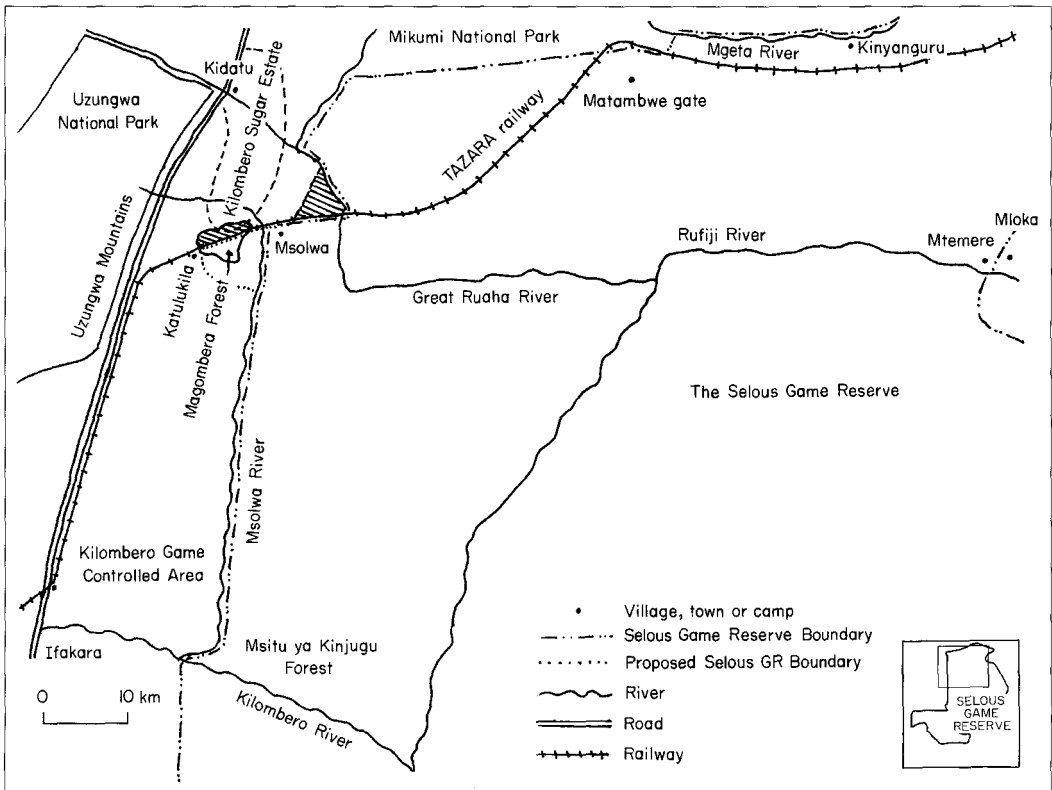 Mikumi National Park
Mgeta River
Kinyanguru
Kidatu
Kilombero Sugar Estate
Uzungwa
National Park
Matambwe gate
TAZARA railway
Uzungwa Mountains
Msolwa
Katulukila
Magombera Forest
Great Ruaha River
Rufiji River
Mtemere
Mloka
The Selous Game Reserve
Msolwa River
Kilombero Game
Controlled Area
Ifakara
Msitu ya Kinjugu
Forest
Kilombero River
0 10 km
Village, town or camp
Selous Game Reserve Boundary
Proposed Selous GR Boundary
River
Road
Railway
SELOUS
GAME
RESERVE